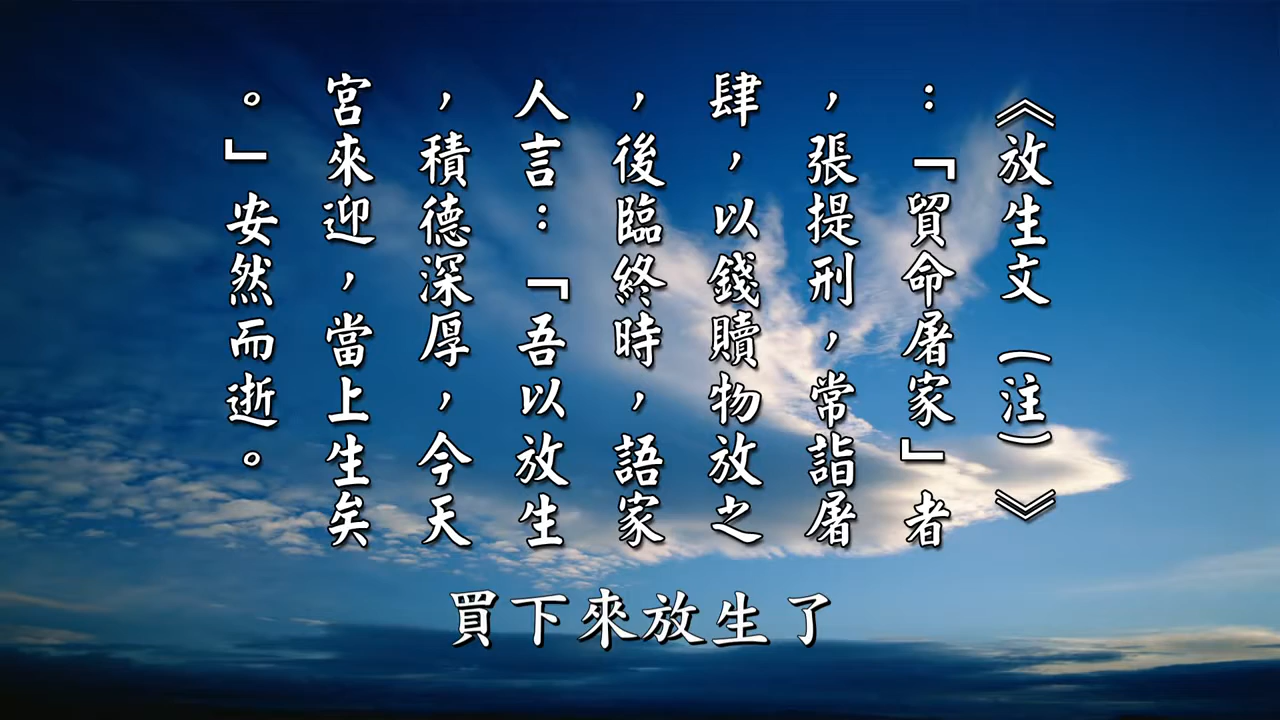 《放生文（注）》
：「貿命屠家」者
，張提刑，常詣屠
肆，以錢贖物放之
，後臨終時，語家
人言：「吾以放生
，積德深厚，今天
宮來迎，當上生矣
。」安然而逝。
買下來放生了